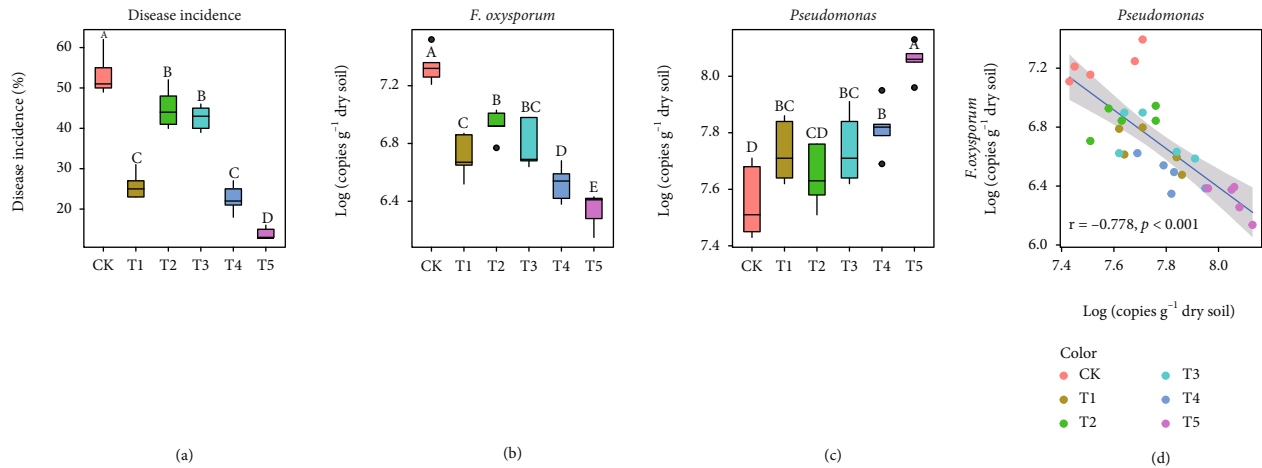 Disease incidence
Disease incidence (%)
60
50
40
30
20
A
C
B
B
C
D
CK T1 T2 T3 T4 T5
(a)
F. oxysporum
Log (copies g⁻¹ dry soil)
7.2
6.8
6.4
A
C
B
BC
D
E
CK T1 T2 T3 T4 T5
(b)
Pseudomonas
Log (copies g⁻¹ dry soil)
8.0
7.8
7.6
7.4
D
BC
CD
BC
B
A
CK T1 T2 T3 T4 T5
(c)
Pseudomonas
F.oxysporum
Log (copies g⁻¹ dry soil)
7.2
6.8
6.4
6.0
r = –0.778, p < 0.001
7.4 7.6 7.8 8.0
Log (copies g⁻¹ dry soil)
Color
CK
T1
T2
T3
T4
T5
(d)